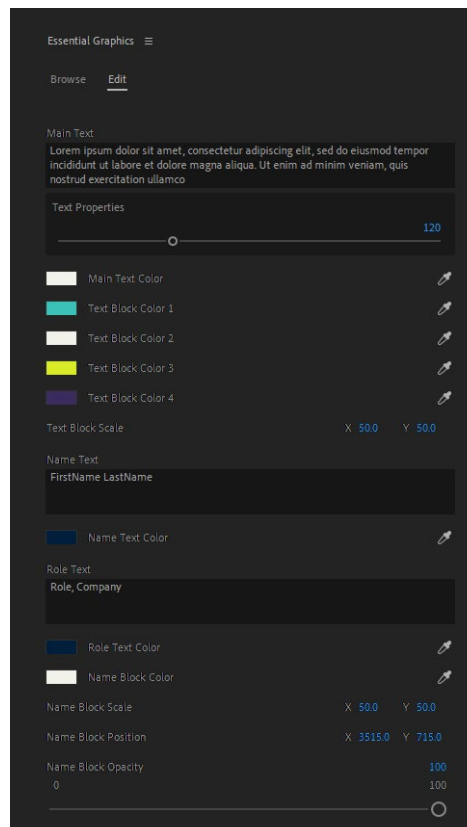 Essential Graphics
Browse Edit
Main Text
Lorem ipsum dolor sit amet, consectetur adipiscing elit, sed do eiusmod tempor
incididunt ut labore et dolore magna aliqua. Ut enim ad minim veniam, quis
nostrud exercitation ullamco
Text Properties
120
Main Text Color
Text Block Color 1
Text Block Color 2
Text Block Color 3
Text Block Color 4
Text Block Scale X 50.0 Y 50.0
Name Text
FirstName LastName
Name Text Color
Role Text
Role, Company
Role Text Color
Name Block Color
Name Block Scale X 50.0 Y 50.0
Name Block Position X 3515.0 Y 715.0
Name Block Opacity 100
0 100